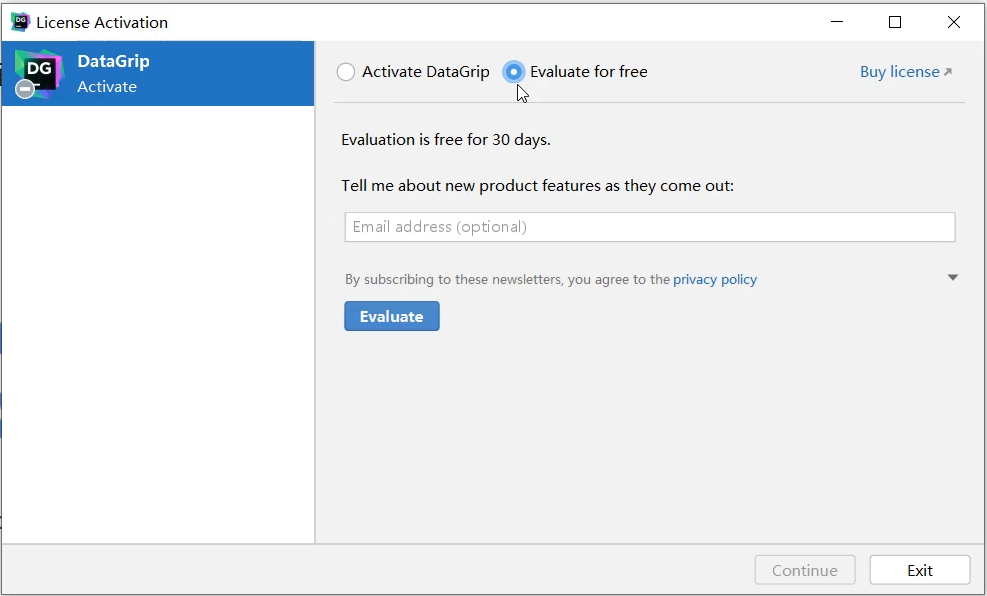 License Activation
DG
DataGrip
Activate
Activate DataGrip Evaluate for free Buy license
Evaluation is free for 30 days.
Tell me about new product features as they come out:
Email address (optional)
By subscribing to these newsletters, you agree to the privacy policy
Evaluate
Continue Exit